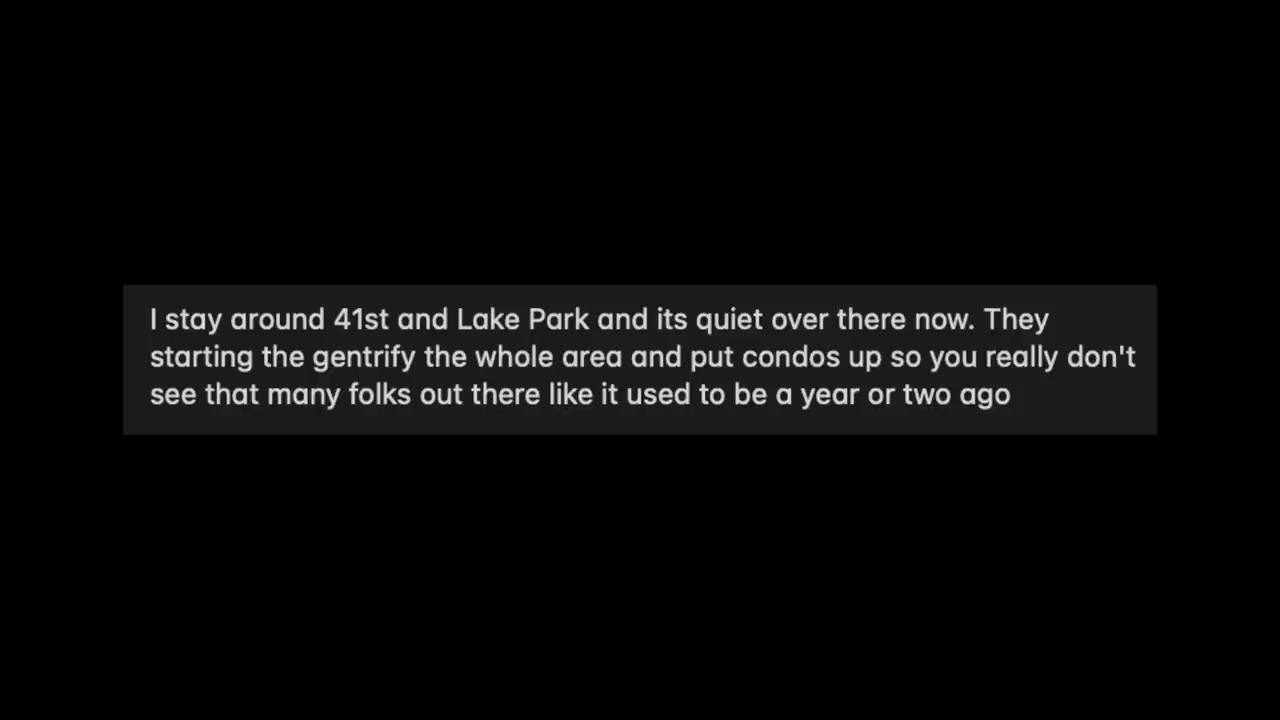 I stay around 41st and Lake Park and its quiet over there now. They
starting the gentrify the whole area and put condos up so you really don't
see that many folks out there like it used to be a year or two ago